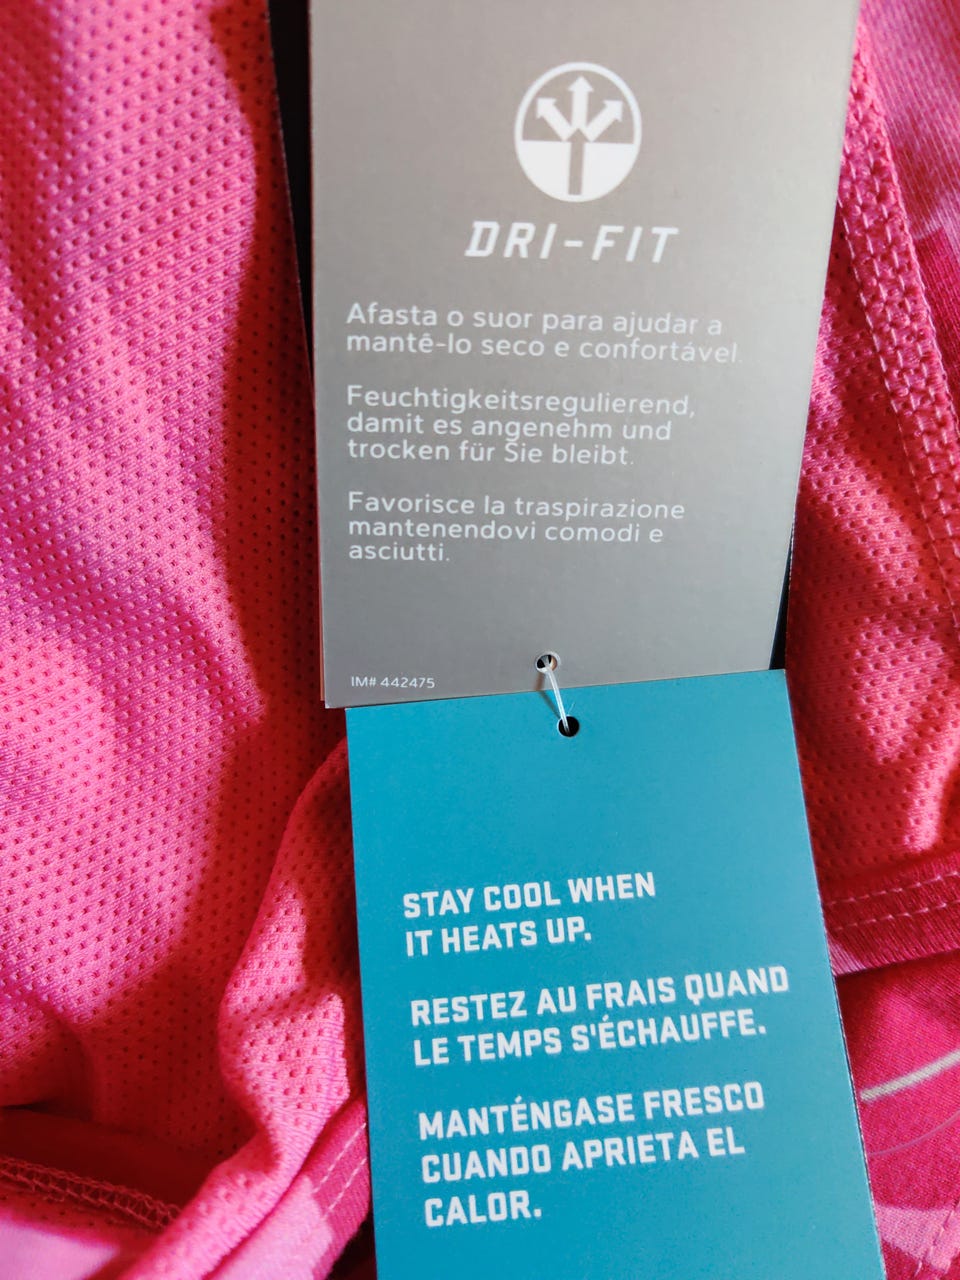 DRI-FIT
Afasta o suor para ajudar a
mantê-lo seco e confortável.
Feuchtigkeitsregulierend,
damit es angenehm und
trocken für Sie bleibt.
Favorisce la traspirazione
mantenendovi comodi e
asciutti.
IM# 442475
STAY COOL WHEN
IT HEATS UP.
RESTEZ AU FRAIS QUAND
LE TEMPS S'ÉCHAUFFE.
MANTÉNGASE FRESCO
CUANDO APRIETA EL
CALOR.